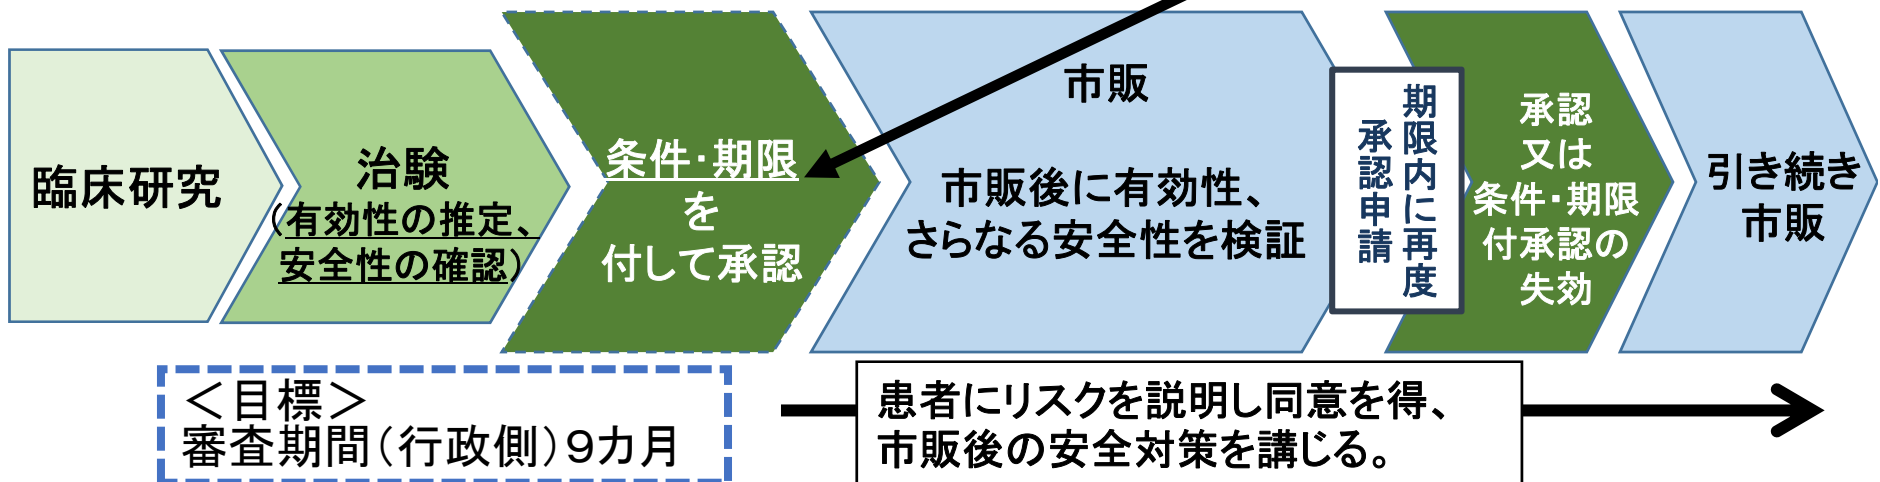 臨床研究
治験
（有効性の推定、
安全性の確認）
条件・期限
を
付して承認
市販
市販後に有効性、
さらなる安全性を検証
期限内に再度
承認申請
承認
又は
条件・期限
付承認の
失効
引き続き
市販
＜目標＞
審査期間（行政側）９カ月
患者にリスクを説明し同意を得、
市販後の安全対策を講じる。